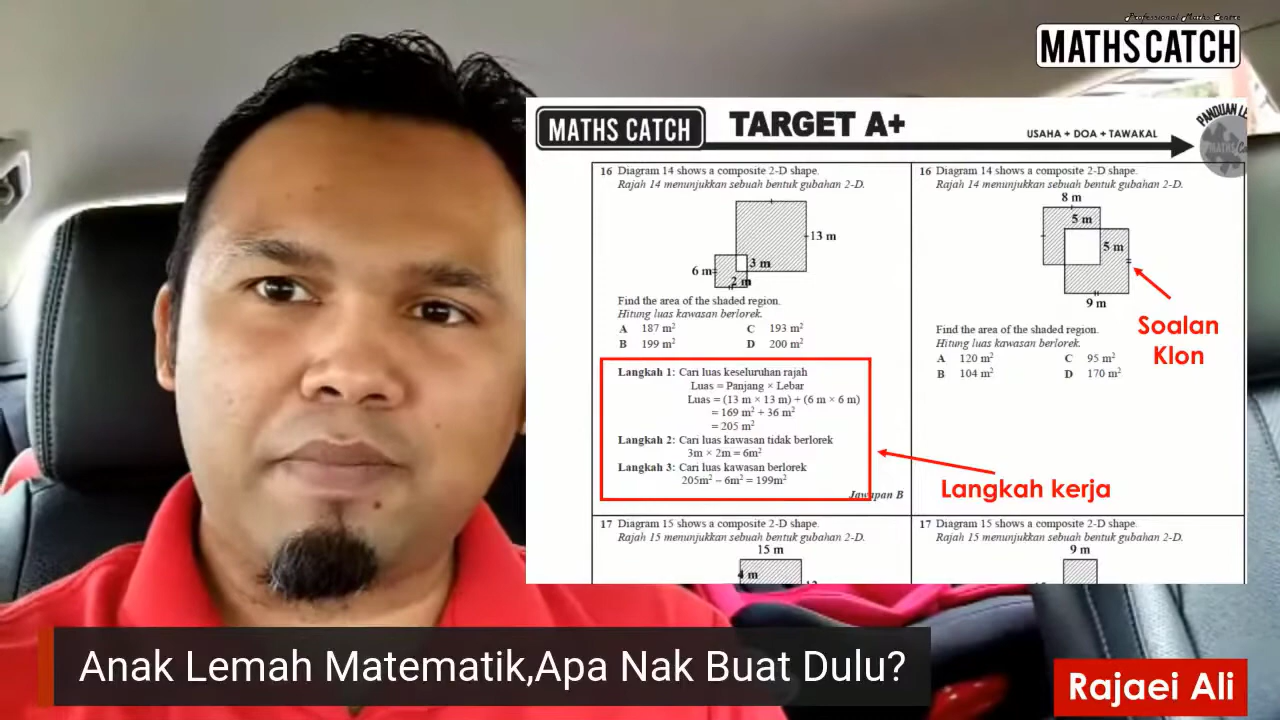 Professional Maths Centre
MATHS CATCH
MATHS CATCH
TARGET A+
USAHA + DOA + TAWAKAL
PANDUAN LE
16 Diagram 14 shows a composite 2-D shape.
Rajah 14 menunjukkan sebuah bentuk gubahan 2-D.
13 m
3 m
6 m
2 m
Find the area of the shaded region.
Hitung luas kawasan berlorek.
A 187 m² C 193 m²
B 199 m² D 200 m²
Langkah 1: Cari luas keseluruhan rajah
Luas = Panjang × Lebar
Luas = (13 m × 13 m) + (6 m × 6 m)
= 169 m² + 36 m²
= 205 m²
Langkah 2: Cari luas kawasan tidak berlorek
3m × 2m = 6m²
Langkah 3: Cari luas kawasan berlorek
205m² – 6m² = 199m²
Jawapan B
16 Diagram 14 shows a composite 2-D shape.
Rajah 14 menunjukkan sebuah bentuk gubahan 2-D.
8 m
5 m
5 m
9 m
Find the area of the shaded region.
Hitung luas kawasan berlorek.
A 120 m² C 95 m²
B 104 m² D 170 m²
Soalan
Klon
Langkah kerja
17 Diagram 15 shows a composite 2-D shape.
Rajah 15 menunjukkan sebuah bentuk gubahan 2-D.
15 m
4 m
17 Diagram 15 shows a composite 2-D shape.
Rajah 15 menunjukkan sebuah bentuk gubahan 2-D.
9 m
Anak Lemah Matematik,Apa Nak Buat Dulu?
Rajaei Ali